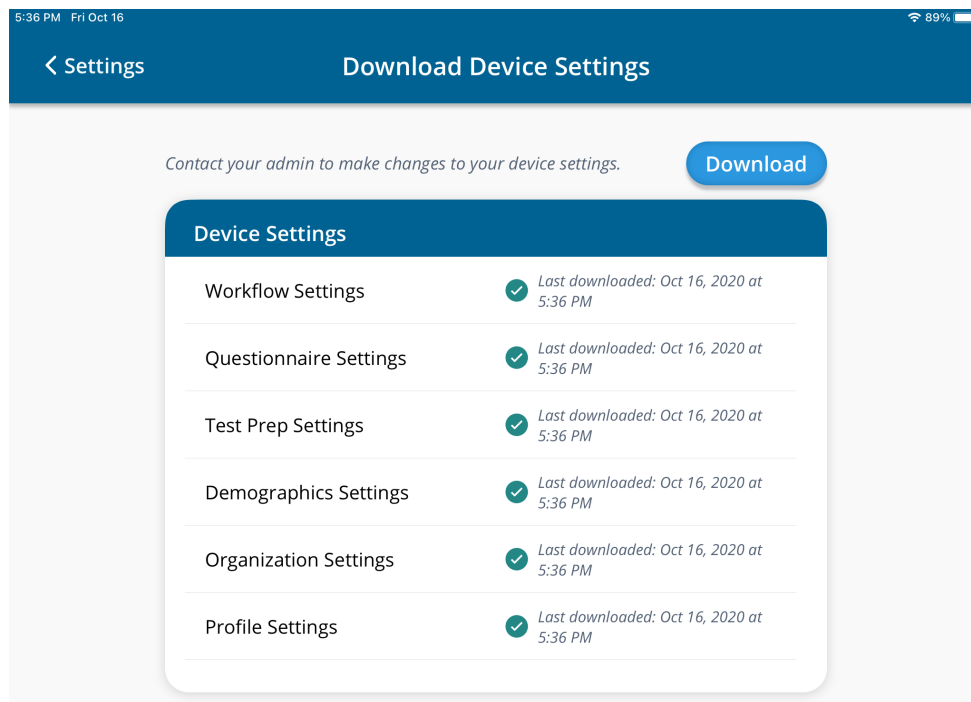 5:36 PM Fri Oct 16
89%
Settings
Download Device Settings
Contact your admin to make changes to your device settings.
Download
Device Settings
Workflow Settings
Last downloaded: Oct 16, 2020 at
5:36 PM
Questionnaire Settings
Last downloaded: Oct 16, 2020 at
5:36 PM
Test Prep Settings
Last downloaded: Oct 16, 2020 at
5:36 PM
Demographics Settings
Last downloaded: Oct 16, 2020 at
5:36 PM
Organization Settings
Last downloaded: Oct 16, 2020 at
5:36 PM
Profile Settings
Last downloaded: Oct 16, 2020 at
5:36 PM